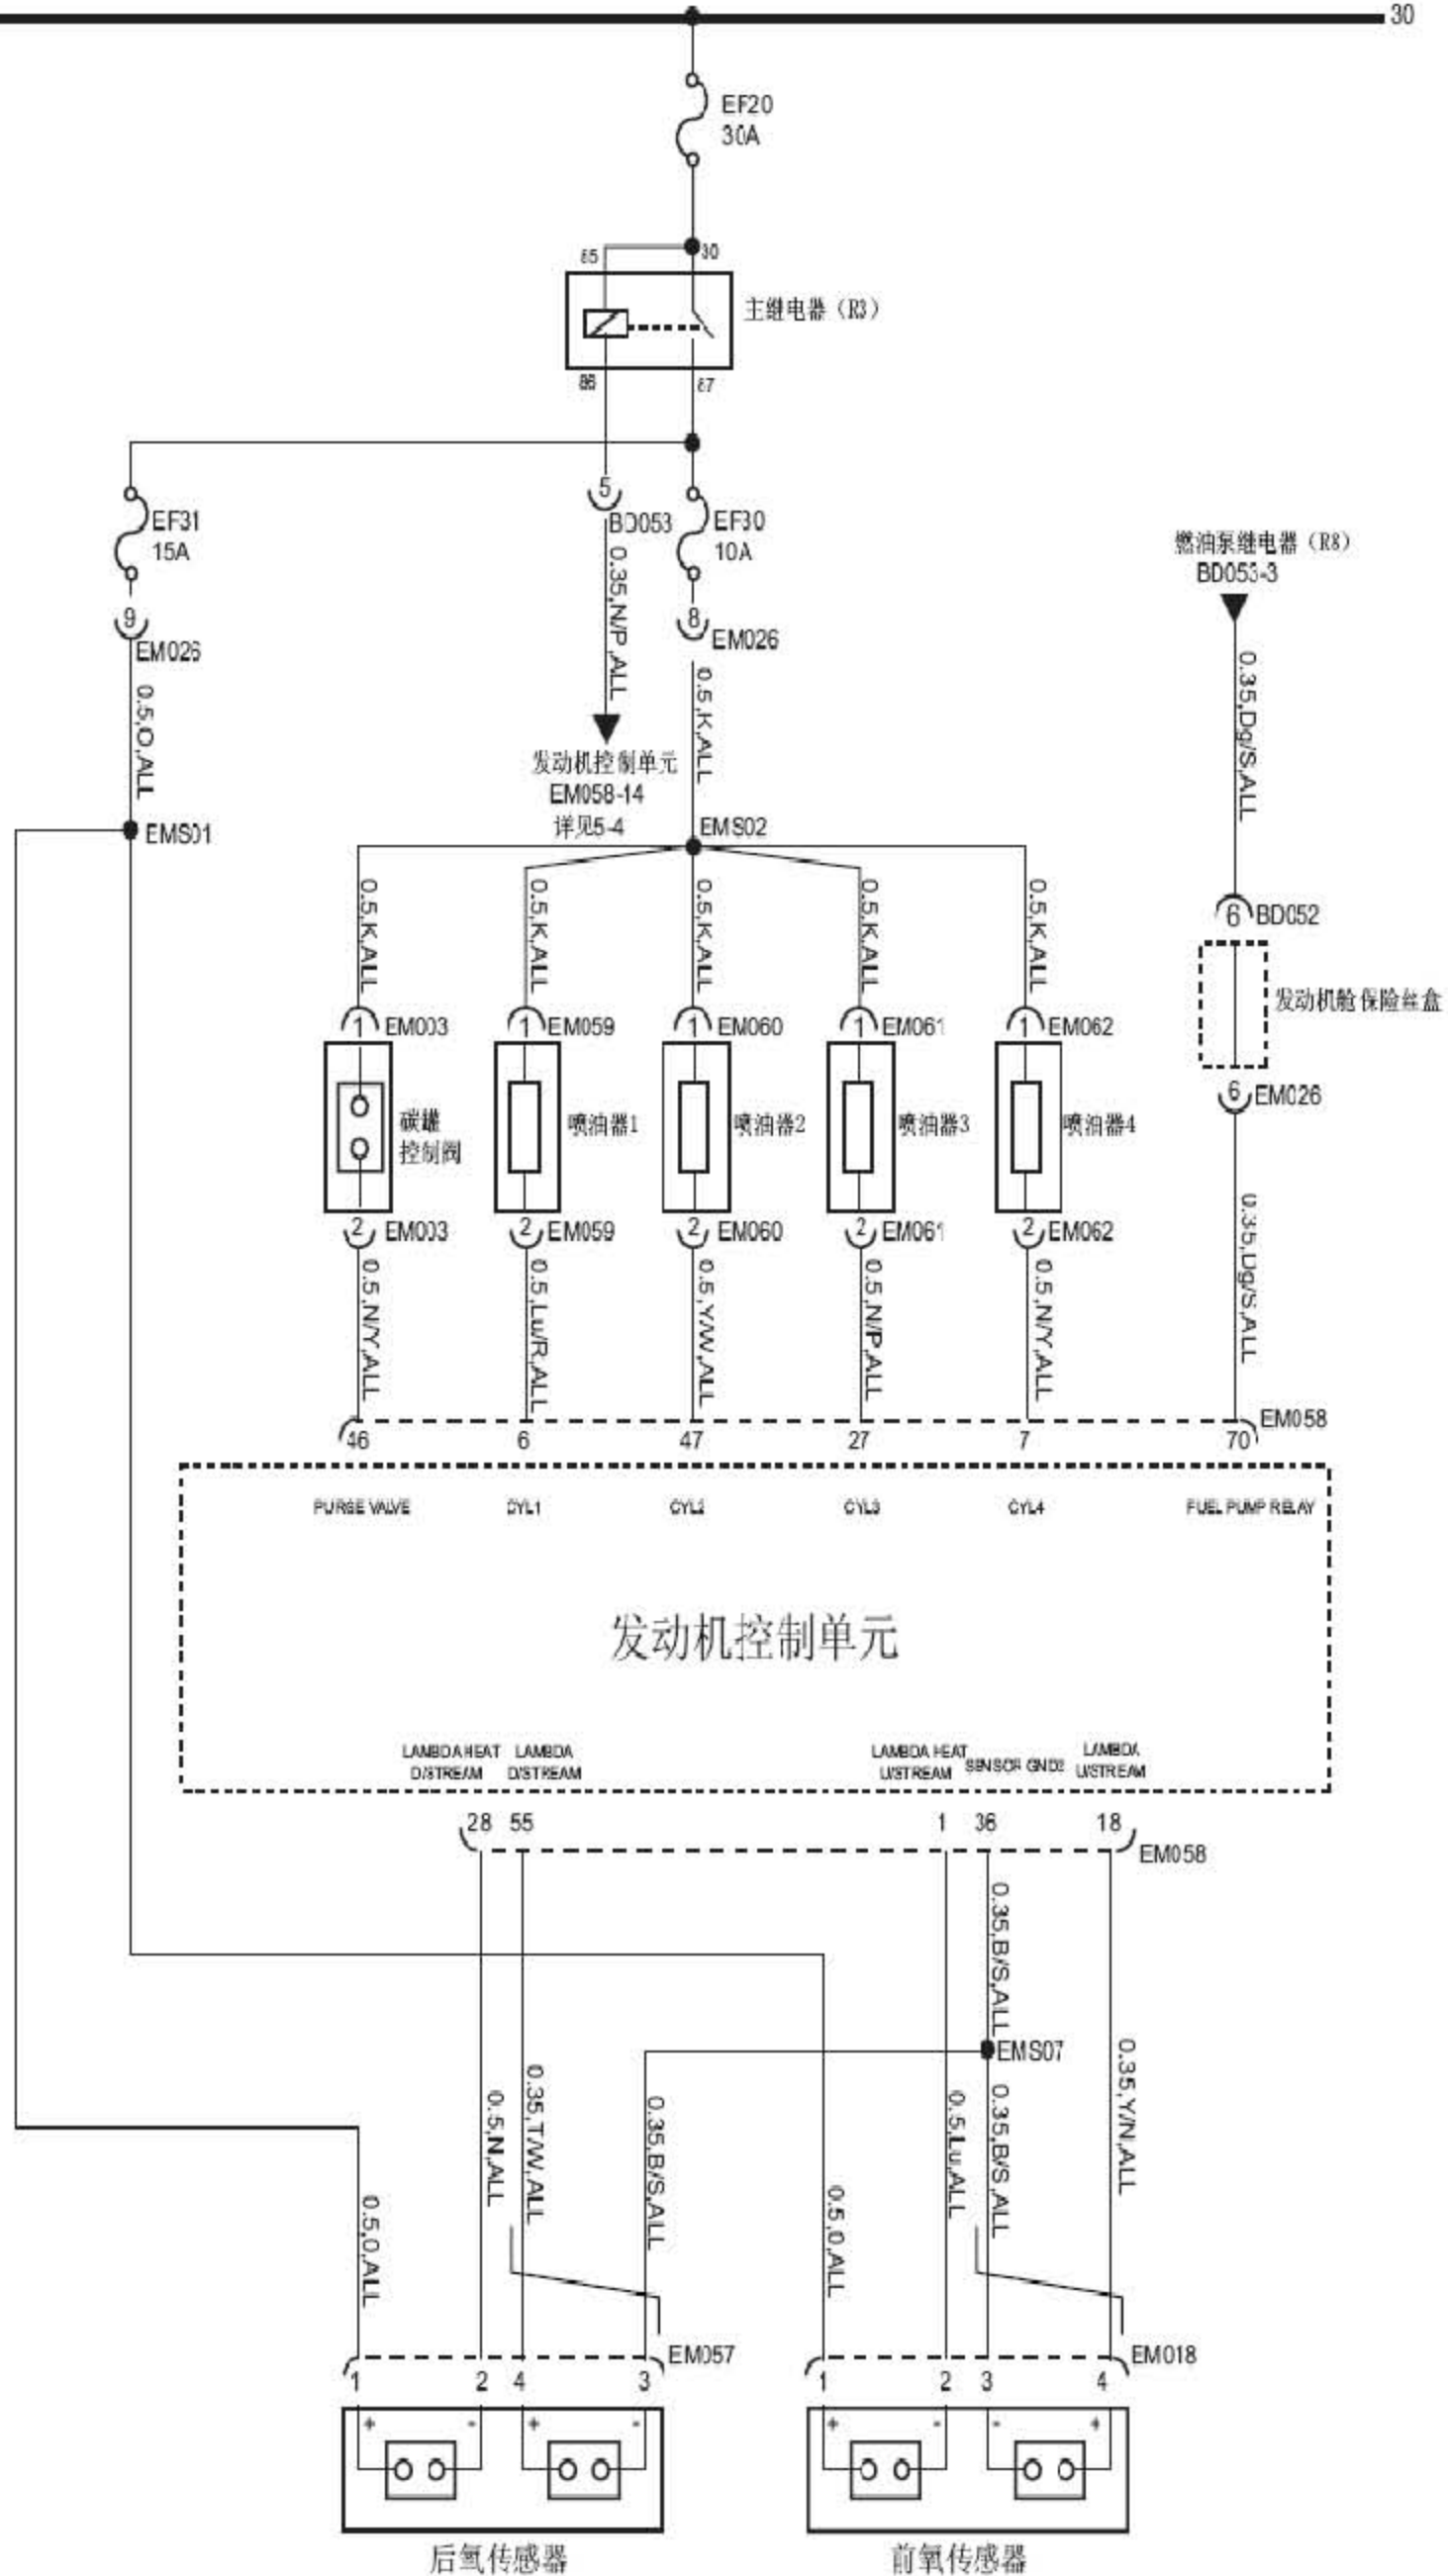 30
EF20
30A
85
30
主继电器（R3）
86
87
EF31
15A
5
BD053
EF30
10A
燃油泵继电器（R8）
BD053-3
9
EM026
8
EM026
0.5,O,ALL
0.35,N/P,ALL
0.5,K,ALL
0.35,Dg/S,ALL
发动机控制单元
EM058-14
详见5-4
EMS01
EMS02
0.5,K,ALL
0.5,K,ALL
0.5,K,ALL
0.5,K,ALL
0.5,K,ALL
6
BD052
发动机舱保险丝盒
1
EM003
1
EM059
1
EM060
1
EM061
1
EM062
6
EM026
碳罐
控制阀
喷油器1
喷油器2
喷油器3
喷油器4
2
EM003
2
EM059
2
EM060
2
EM061
2
EM062
0.5,N/Y,ALL
0.5,Lu/R,ALL
0.5,Y/W,ALL
0.5,N/P,ALL
0.5,N/Y,ALL
0.35,Dg/S,ALL
EM058
46
6
47
27
7
70
PURGE VALVE
CYL1
CYL2
CYL3
CYL4
FUEL PUMP RELAY
发动机控制单元
LAMBDA HEAT
D/STREAM
LAMBDA
D/STREAM
LAMBDA HEAT
U/STREAM
SENSOR GND2
LAMBDA
U/STREAM
28
55
1
36
18
EM058
0.35,B/S,ALL
EMS07
0.5,N,ALL
0.35,T/W,ALL
0.35,B/S,ALL
0.5,Lu,ALL
0.35,B/S,ALL
0.35,Y/N,ALL
0.5,O,ALL
0.5,O,ALL
EM057
EM018
1
2
4
3
1
2
3
4
+
-
+
-
+
-
-
+
后氧传感器
前氧传感器